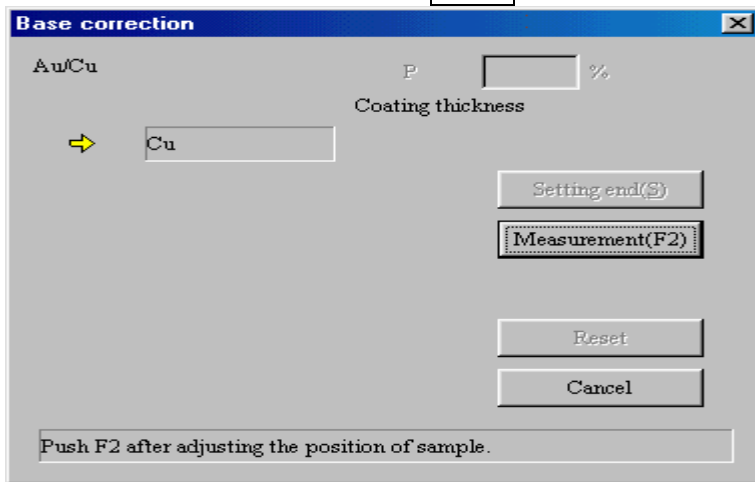 Base correction
Au/Cu
P %
Coating thickness
Cu
Setting end(S)
Measurement(F2)
Reset
Cancel
Push F2 after adjusting the position of sample.